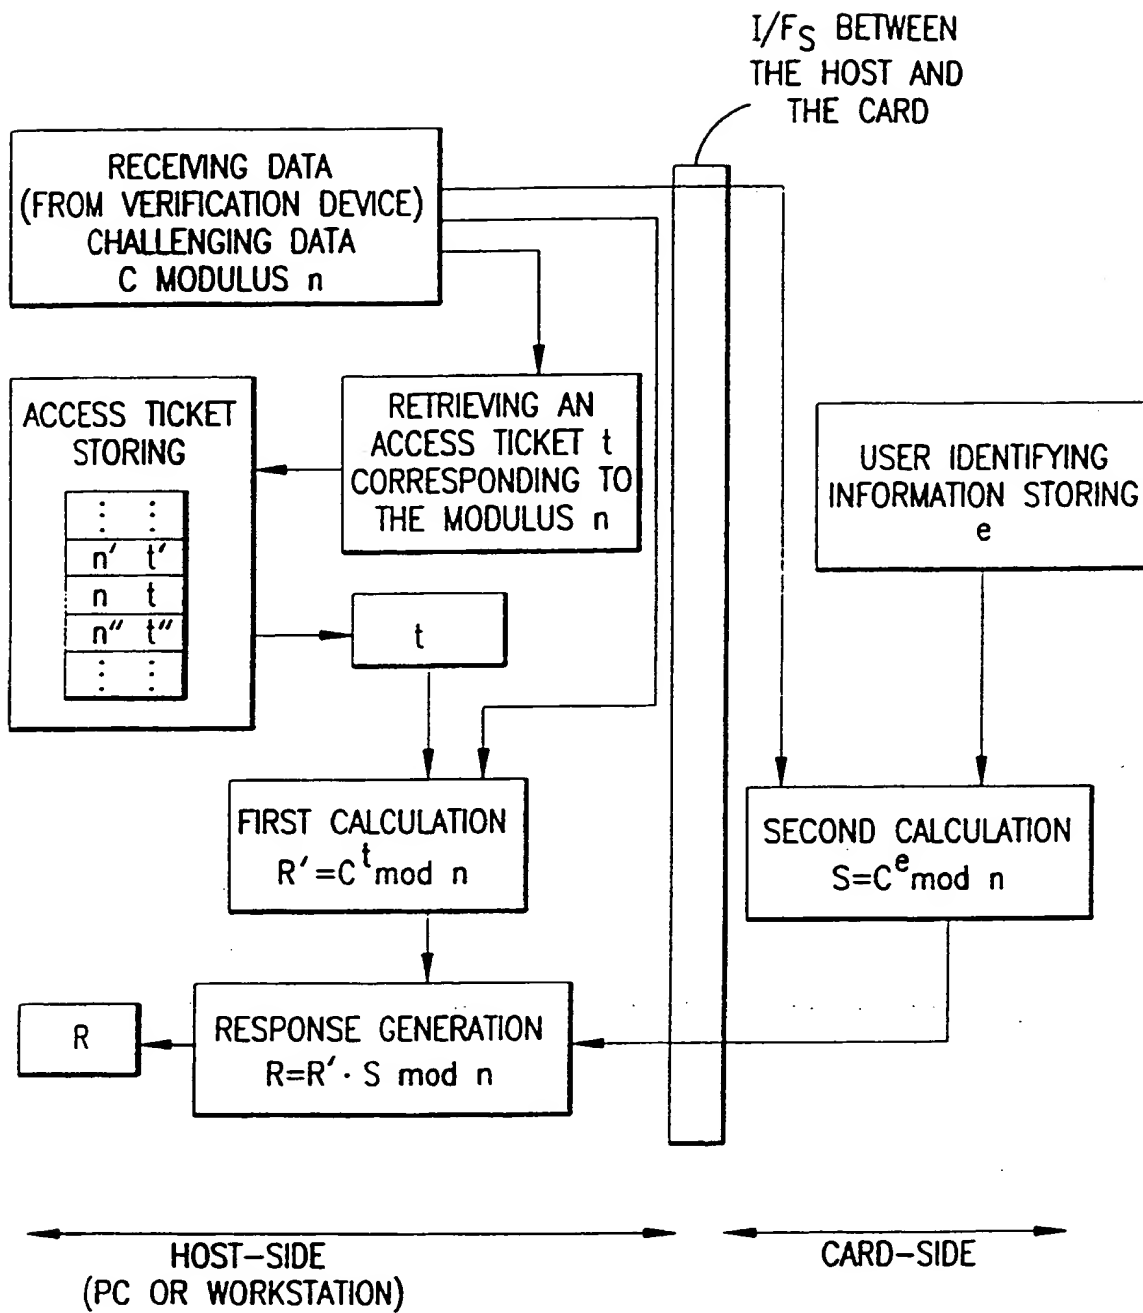 I/FS BETWEEN
THE HOST AND
THE CARD
RECEIVING DATA
(FROM VERIFICATION DEVICE)
CHALLENGING DATA
C MODULUS n
ACCESS TICKET
STORING
⋮ ⋮
n' t'
n t
n" t"
⋮ ⋮
RETRIEVING AN
ACCESS TICKET t
CORRESPONDING TO
THE MODULUS n
USER IDENTIFYING
INFORMATION STORING
e
t
FIRST CALCULATION
R'=C^t mod n
SECOND CALCULATION
S=C^e mod n
R
RESPONSE GENERATION
R=R'· S mod n
HOST-SIDE
(PC OR WORKSTATION)
CARD-SIDE